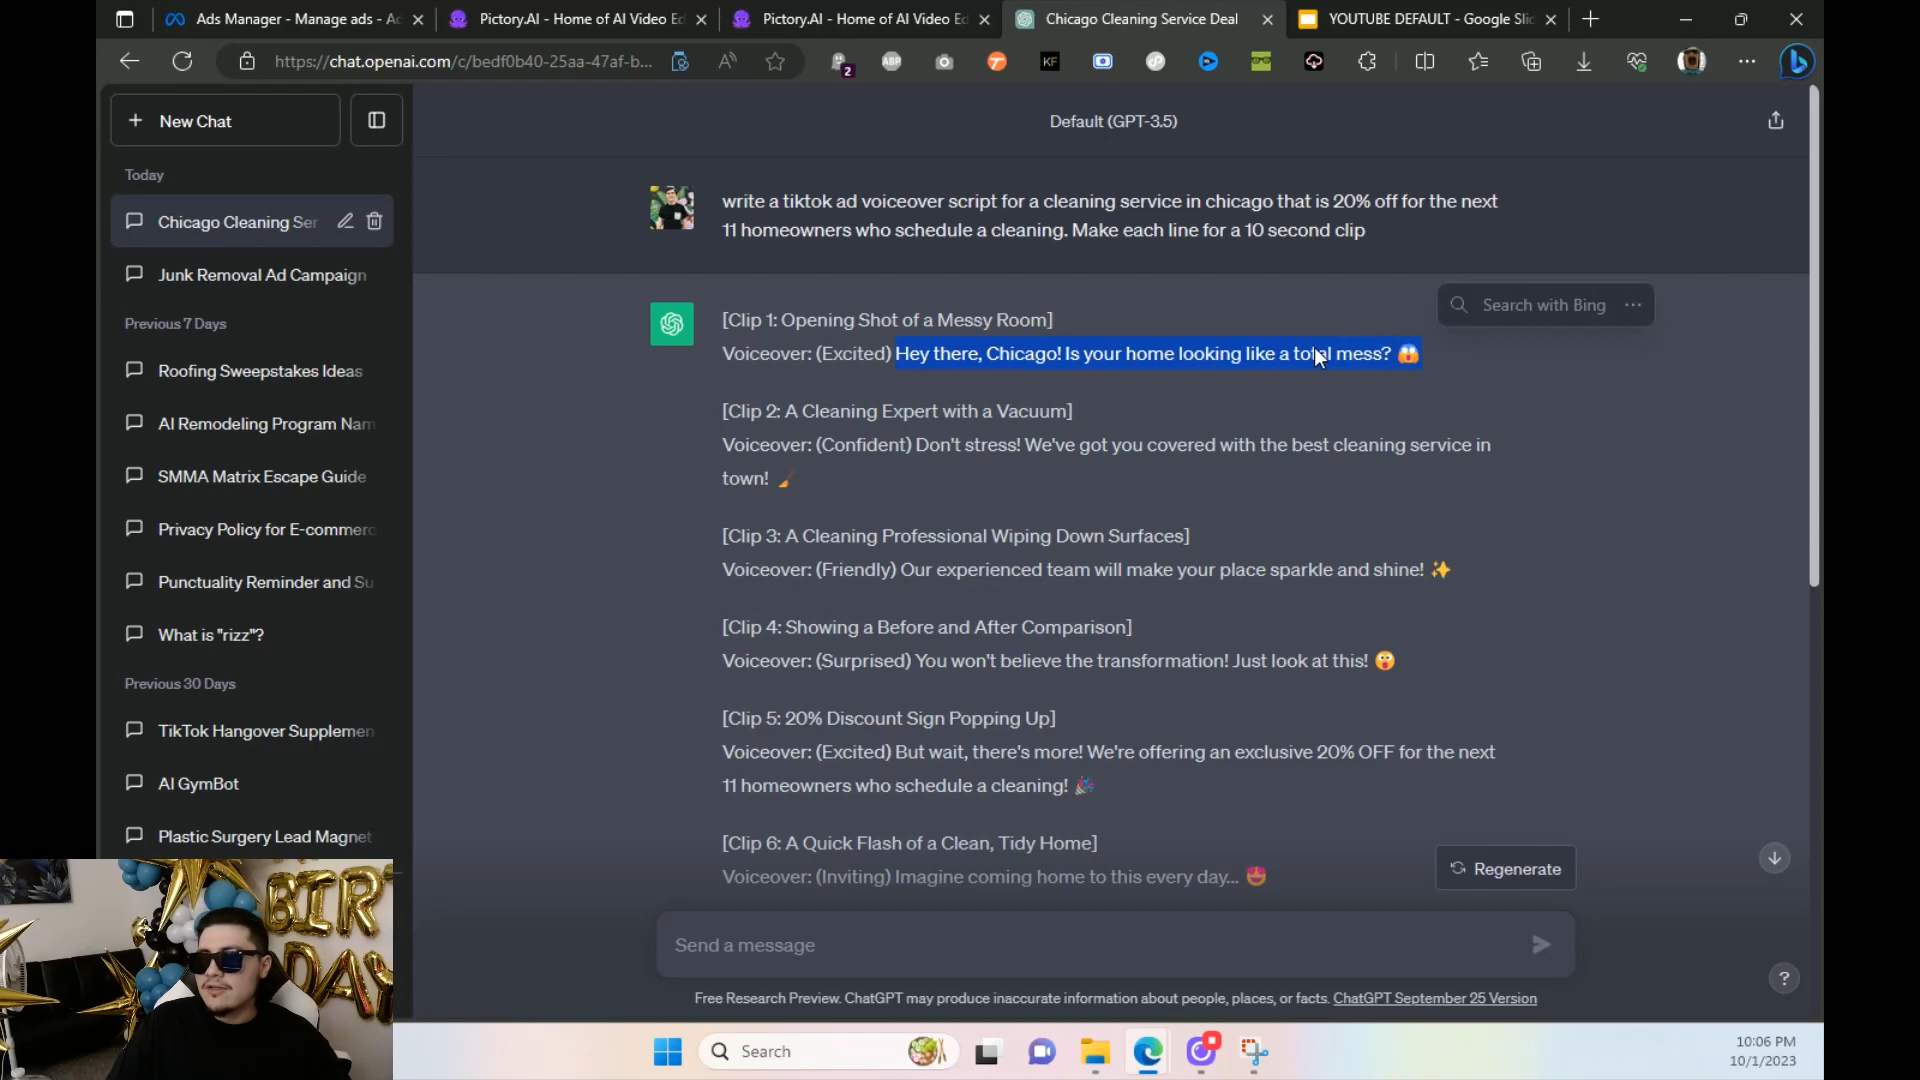 Ads Manager - Manage ads - Ad
Pictory.AI - Home of AI Video Ed
Pictory.AI - Home of AI Video Ed
Chicago Cleaning Service Deal
YOUTUBE DEFAULT - Google Slid
https://chat.openai.com/c/bedf0b40-25aa-47af-b...
2
ABP
KF
New Chat
Default (GPT-3.5)
Today
Chicago Cleaning Ser
Junk Removal Ad Campaign
Previous 7 Days
Roofing Sweepstakes Ideas
AI Remodeling Program Nam
SMMA Matrix Escape Guide
Privacy Policy for E-commerc
Punctuality Reminder and Su
What is "rizz"?
Previous 30 Days
TikTok Hangover Supplemen
AI GymBot
Plastic Surgery Lead Magnet
write a tiktok ad voiceover script for a cleaning service in chicago that is 20% off for the next
11 homeowners who schedule a cleaning. Make each line for a 10 second clip
Search with Bing ...
[Clip 1: Opening Shot of a Messy Room]
Voiceover: (Excited) Hey there, Chicago! Is your home looking like a total mess? 😱
[Clip 2: A Cleaning Expert with a Vacuum]
Voiceover: (Confident) Don't stress! We've got you covered with the best cleaning service in
town! 🧹
[Clip 3: A Cleaning Professional Wiping Down Surfaces]
Voiceover: (Friendly) Our experienced team will make your place sparkle and shine! ✨
[Clip 4: Showing a Before and After Comparison]
Voiceover: (Surprised) You won't believe the transformation! Just look at this! 😲
[Clip 5: 20% Discount Sign Popping Up]
Voiceover: (Excited) But wait, there's more! We're offering an exclusive 20% OFF for the next
11 homeowners who schedule a cleaning! 🎉
[Clip 6: A Quick Flash of a Clean, Tidy Home]
Voiceover: (Inviting) Imagine coming home to this every day... 😍
Regenerate
Send a message
?
Free Research Preview. ChatGPT may produce inaccurate information about people, places, or facts. ChatGPT September 25 Version
BIRT
DAY
Search
10:06 PM
10/1/2023